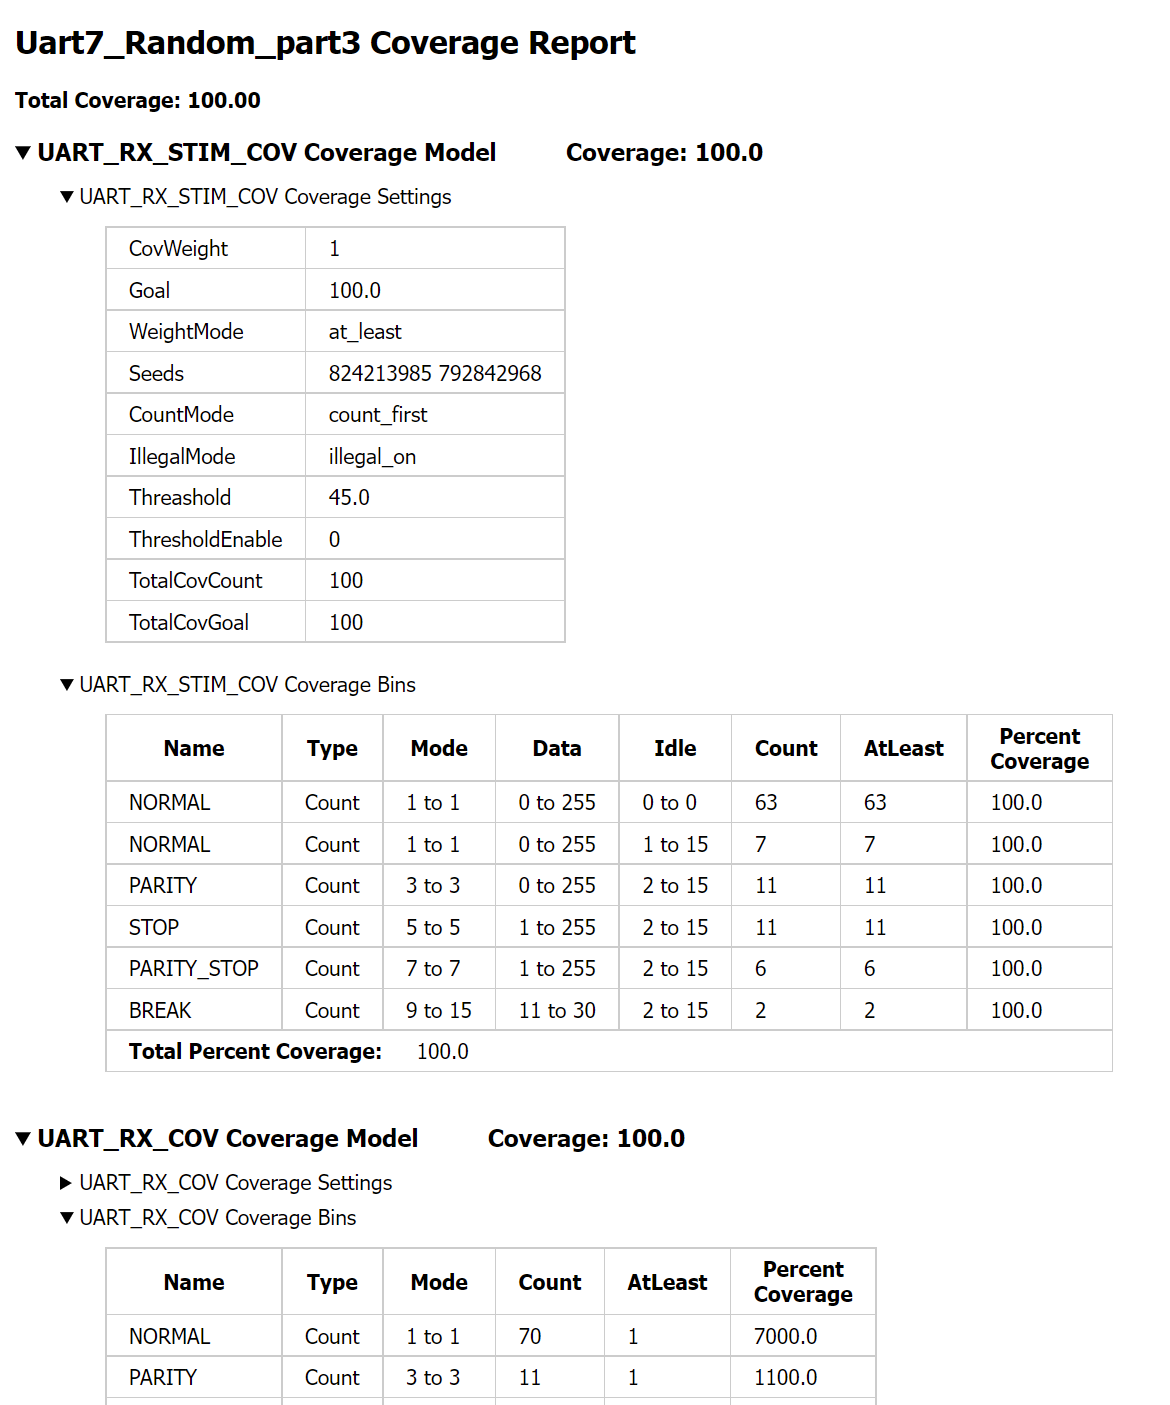 Uart7_Random_part3 Coverage Report
Total Coverage: 100.00
UART_RX_STIM_COV Coverage Model Coverage: 100.0
UART_RX_STIM_COV Coverage Settings
CovWeight 1
Goal 100.0
WeightMode at_least
Seeds 824213985 792842968
CountMode count_first
IllegalMode illegal_on
Threashold 45.0
ThresholdEnable 0
TotalCovCount 100
TotalCovGoal 100
UART_RX_STIM_COV Coverage Bins
Name Type Mode Data Idle Count AtLeast Percent Coverage
NORMAL Count 1 to 1 0 to 255 0 to 0 63 63 100.0
NORMAL Count 1 to 1 0 to 255 1 to 15 7 7 100.0
PARITY Count 3 to 3 0 to 255 2 to 15 11 11 100.0
STOP Count 5 to 5 1 to 255 2 to 15 11 11 100.0
PARITY_STOP Count 7 to 7 1 to 255 2 to 15 6 6 100.0
BREAK Count 9 to 15 11 to 30 2 to 15 2 2 100.0
Total Percent Coverage: 100.0
UART_RX_COV Coverage Model Coverage: 100.0
UART_RX_COV Coverage Settings
UART_RX_COV Coverage Bins
Name Type Mode Count AtLeast Percent Coverage
NORMAL Count 1 to 1 70 1 7000.0
PARITY Count 3 to 3 11 1 1100.0